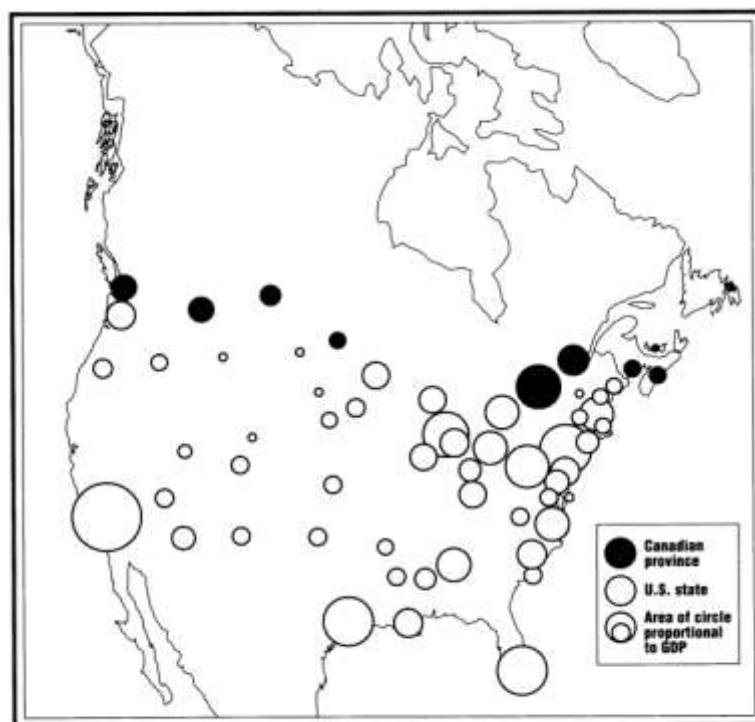 Canadian
province
U.S. state
Area of circle
proportional
to GDP